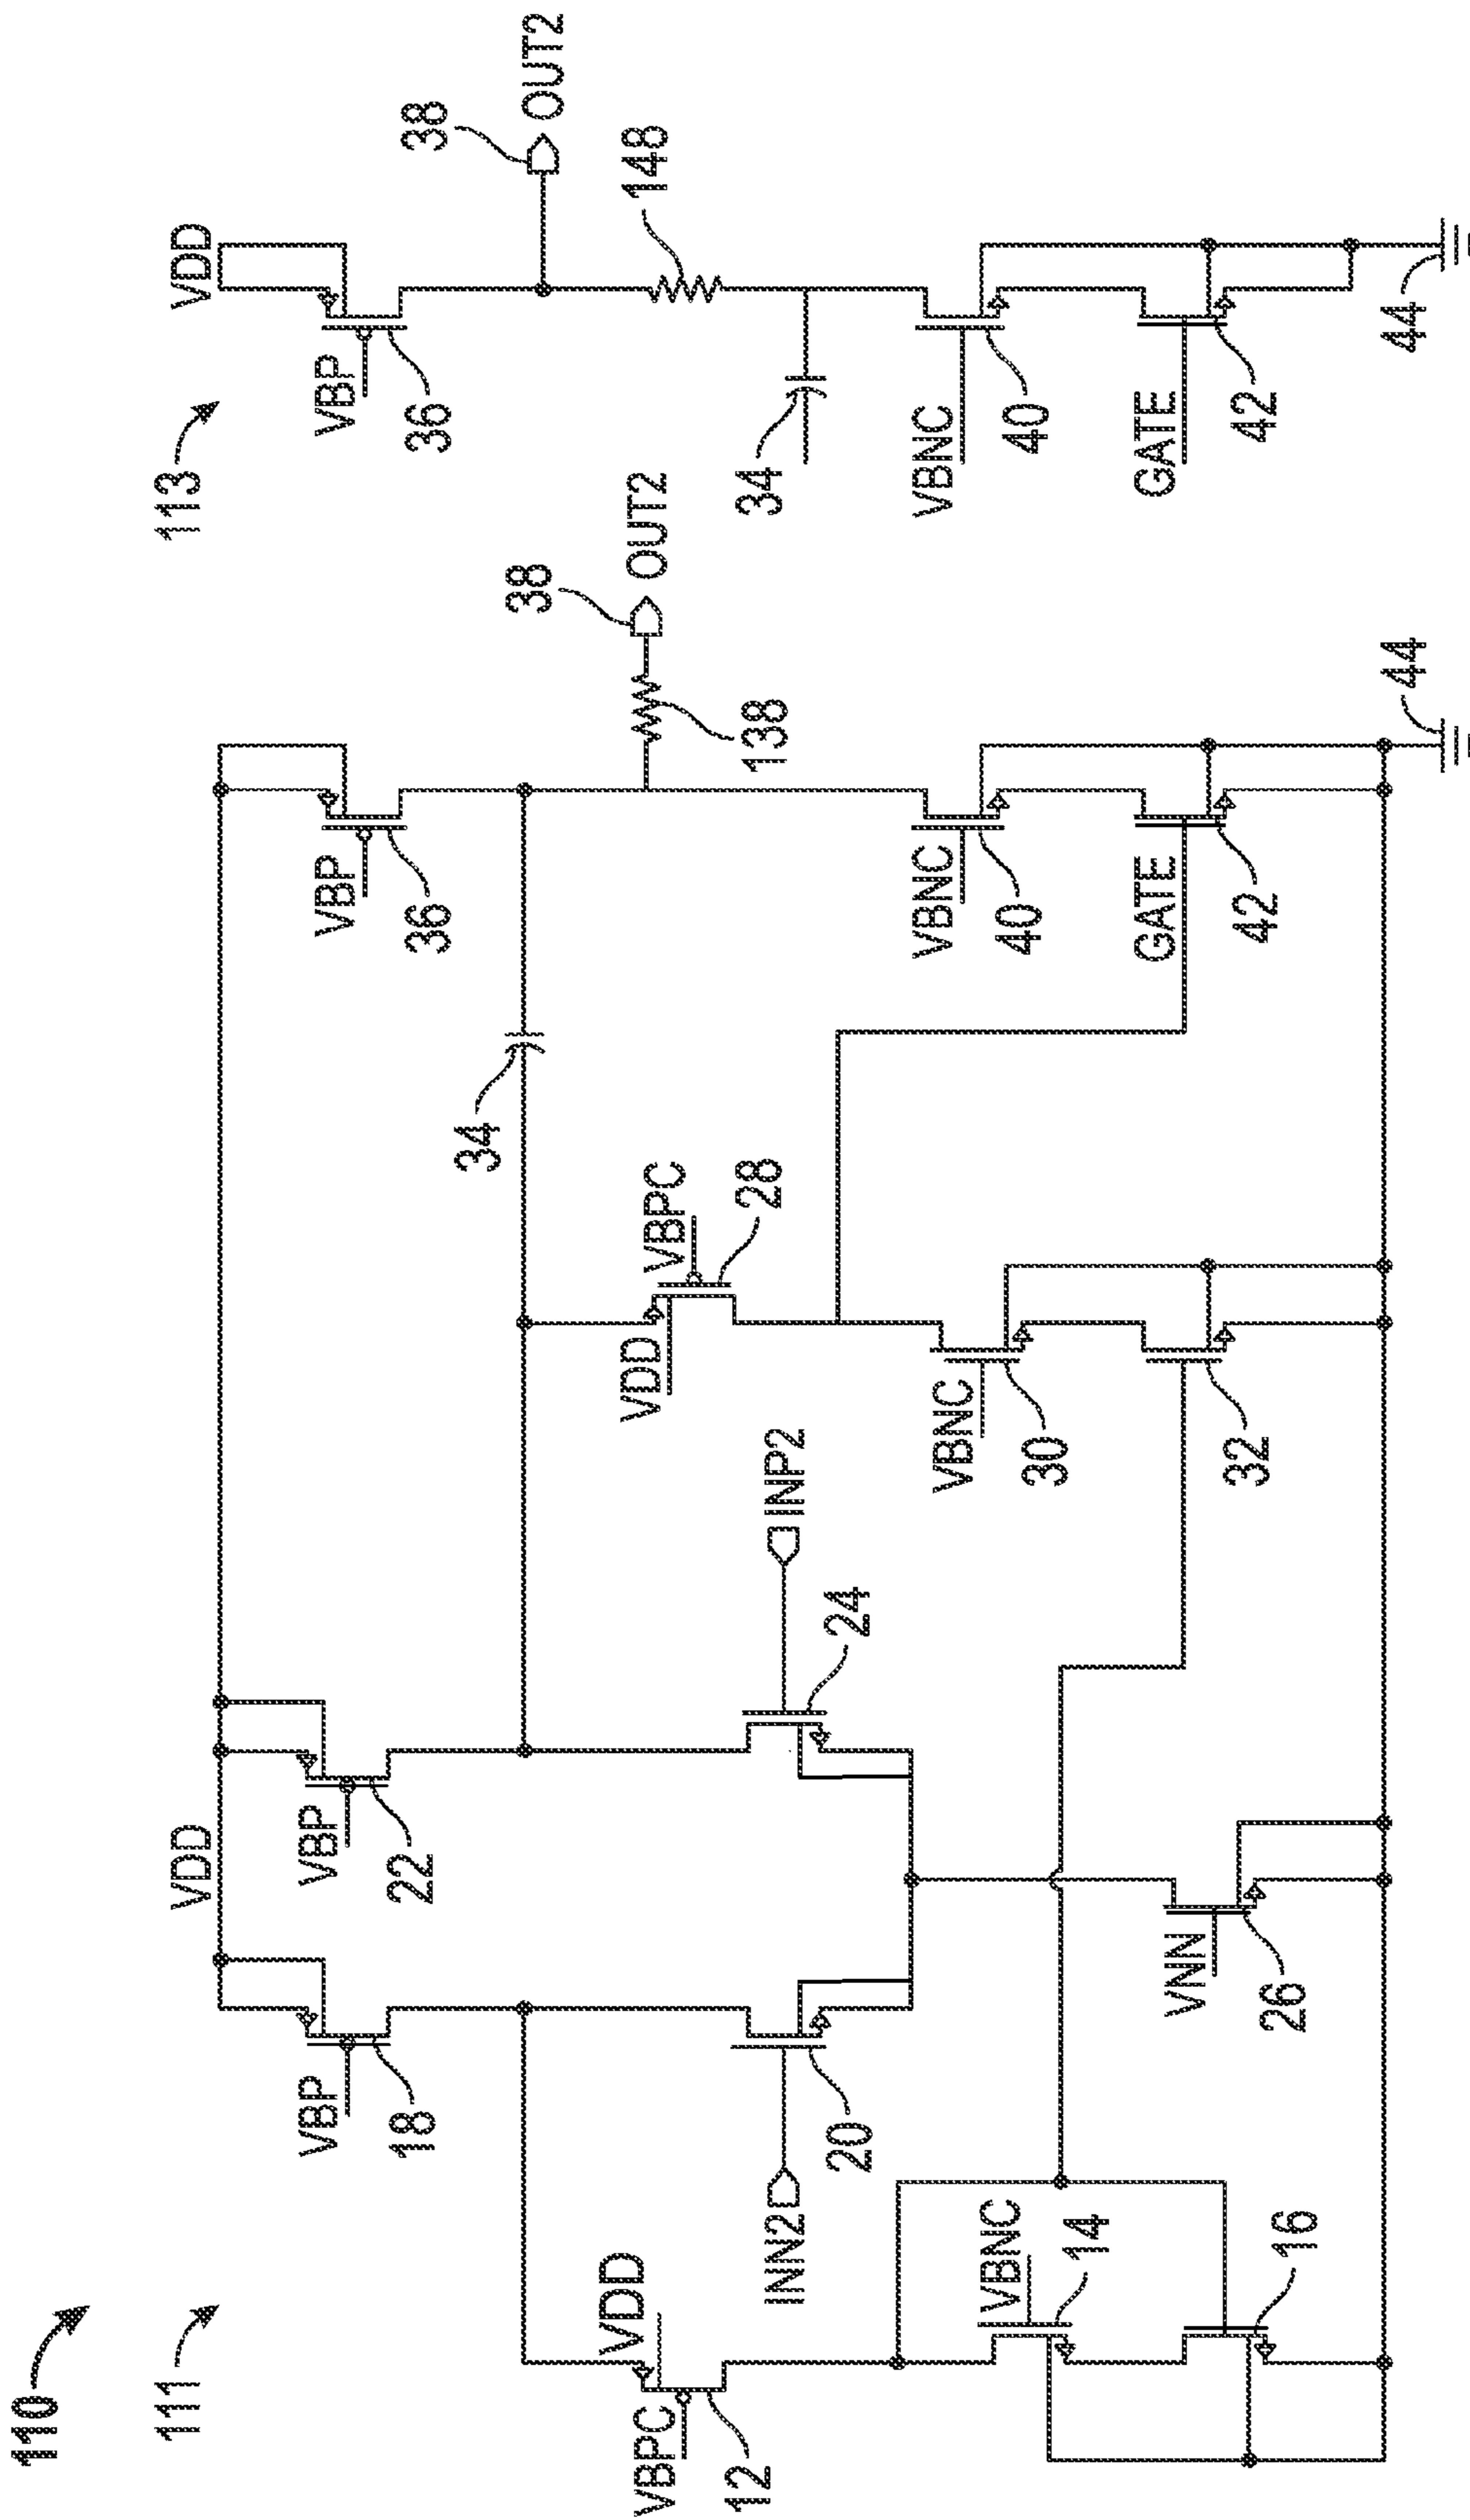 110
111
113
VDD
VDD
VBP
18
VBP
22
VBP
36
VBP
36
38
OUT2
38
OUT2
138
148
34
34
VDD
VBPC
12
INN2
20
INP2
24
VDD
VBPC
28
VBNC
14
16
VNN
26
VBNC
30
32
VBNC
40
GATE
42
44
VBNC
40
GATE
42
44